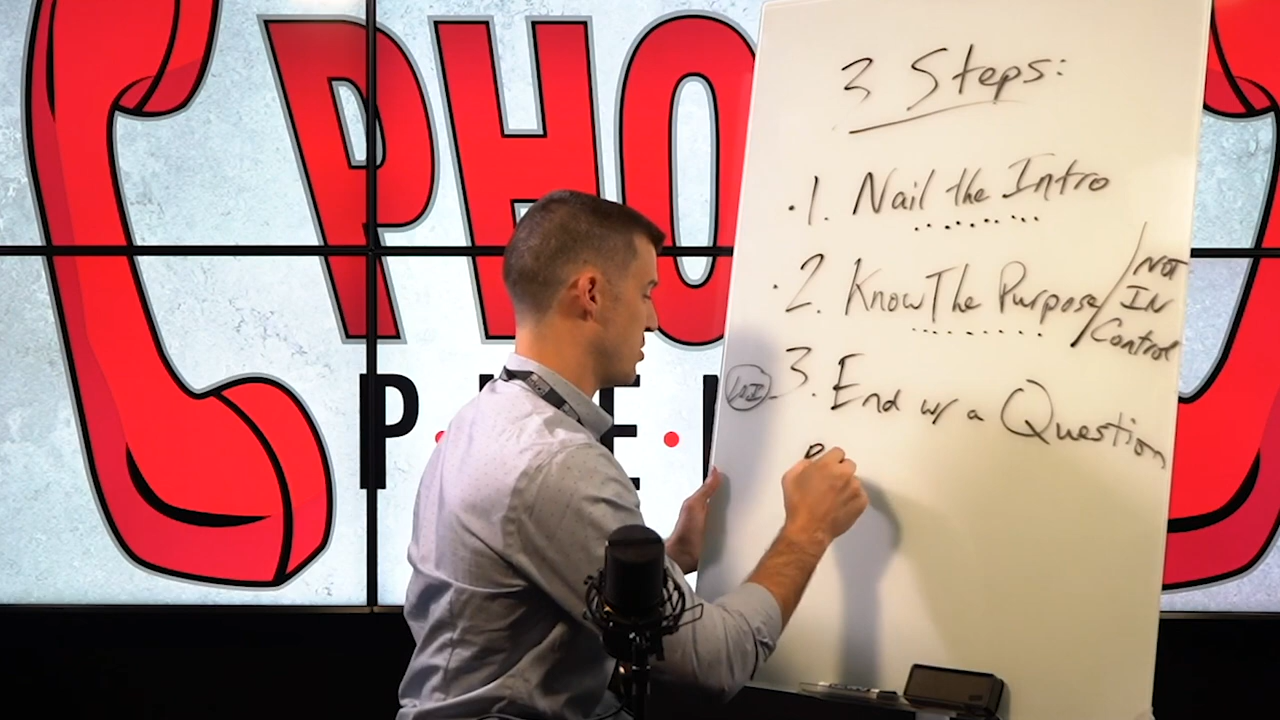 PHO
P
3 Steps:
1. Nail the Intro
2. Know The Purpose / NOT
IN
Control
3. End w/ a Question